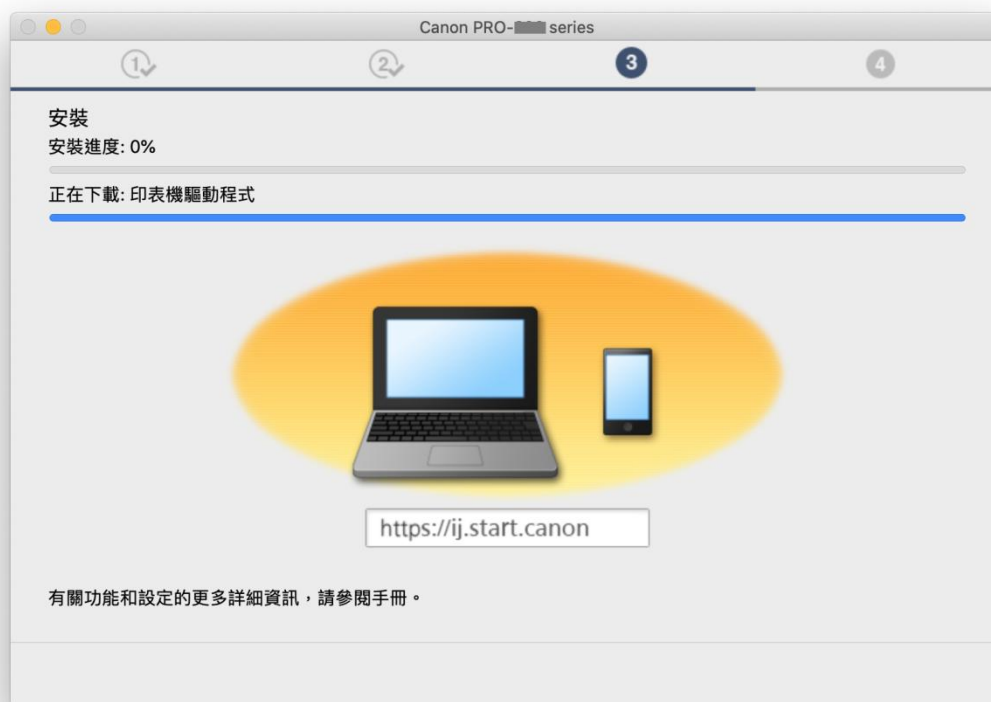 Canon PRO- series
1 2 3 4
安裝
安裝進度: 0%
正在下載: 印表機驅動程式
https://ij.start.canon
有關功能和設定的更多詳細資訊，請參閱手冊。